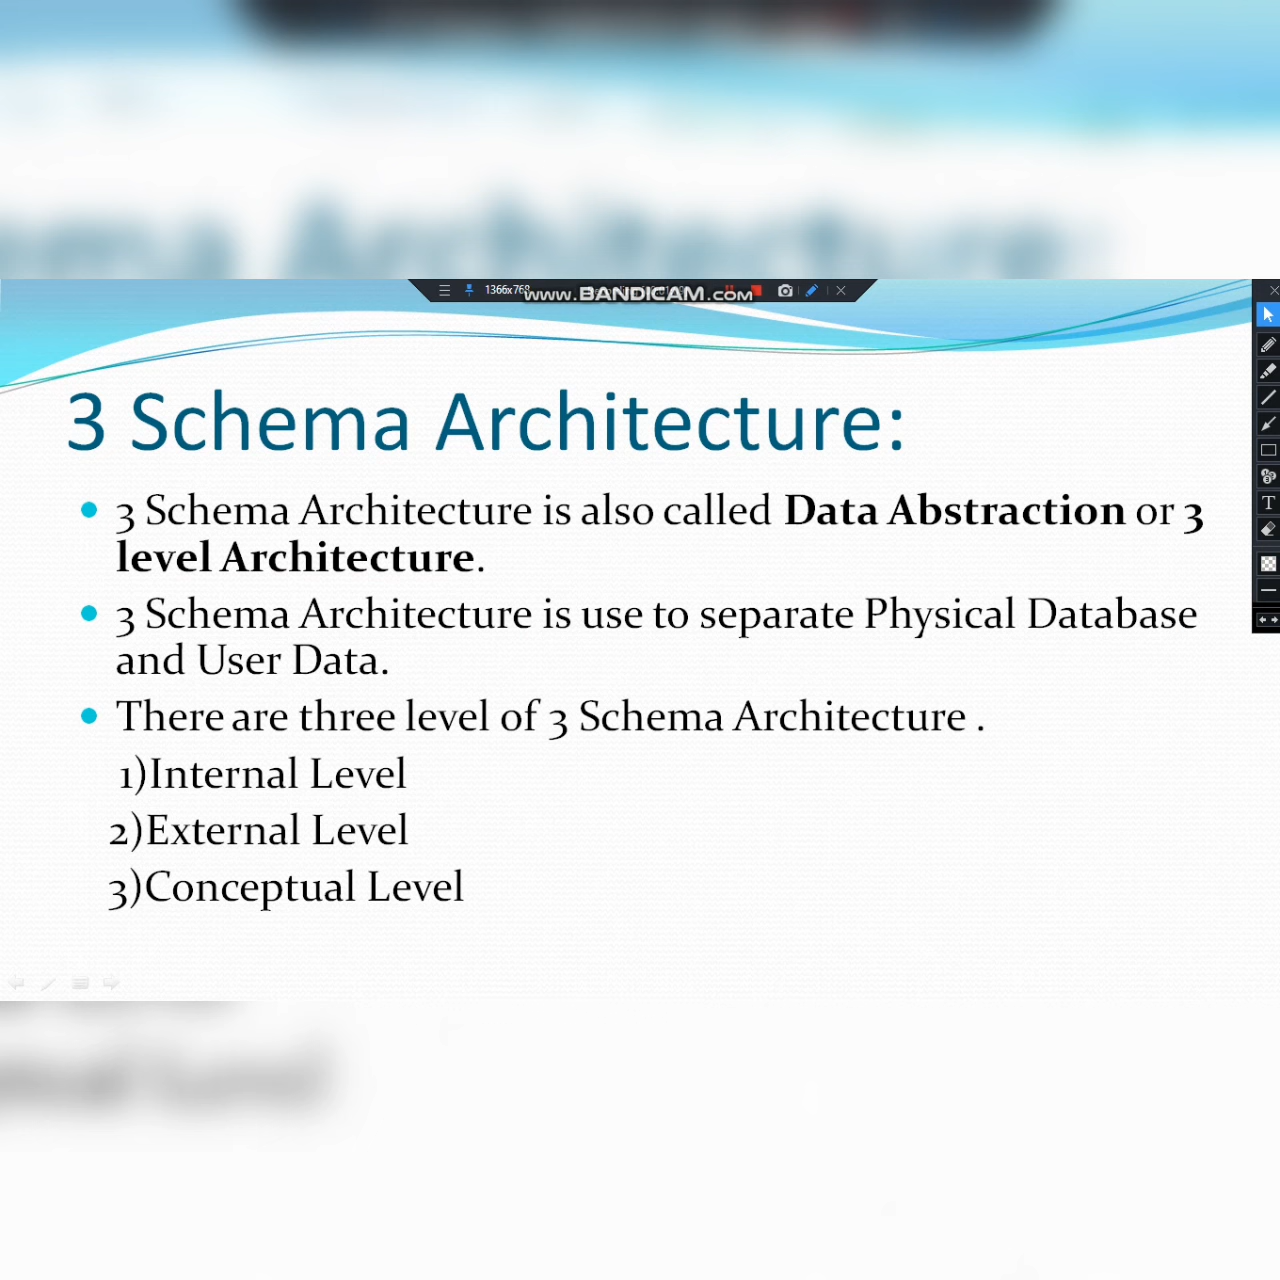 1366x768
www.BANDICAM.com
3 Schema Architecture:
3 Schema Architecture is also called Data Abstraction or 3
level Architecture.
3 Schema Architecture is use to separate Physical Database
and User Data.
There are three level of 3 Schema Architecture .
1)Internal Level
2)External Level
3)Conceptual Level